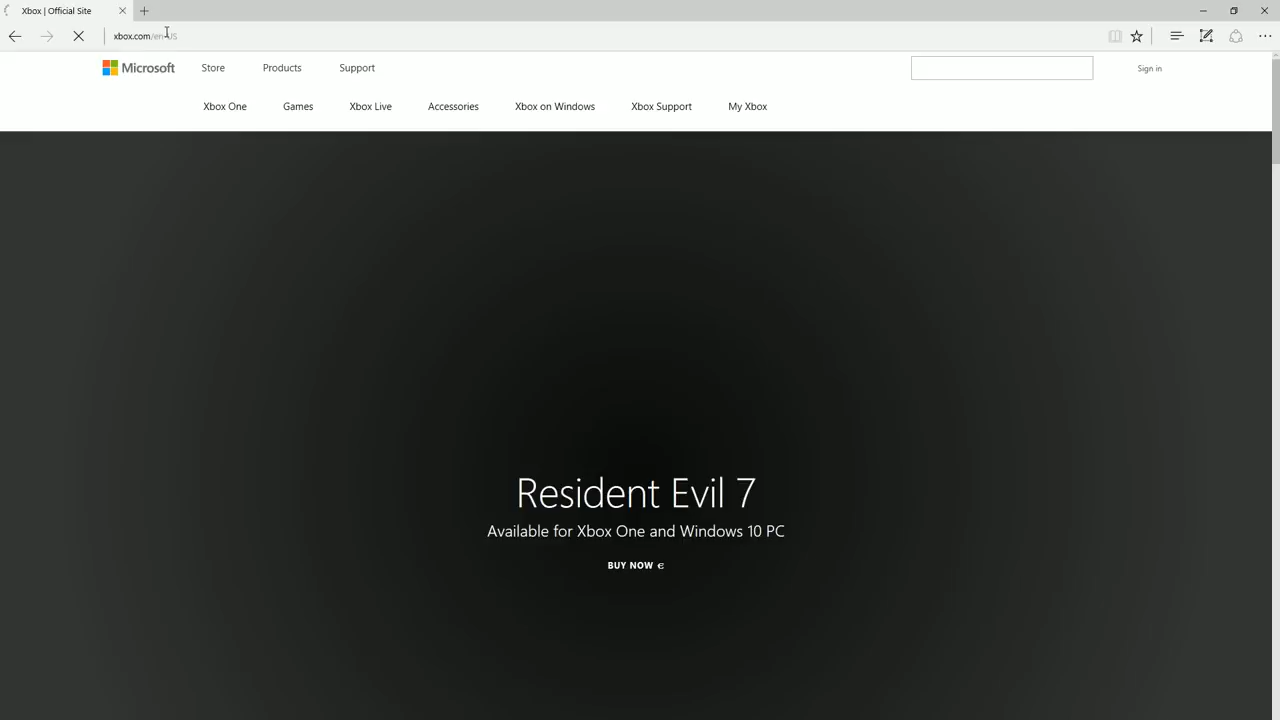 Xbox | Official Site
xbox.com/en-US
Microsoft Store Products Support Sign in
Xbox One Games Xbox Live Accessories Xbox on Windows Xbox Support My Xbox
Resident Evil 7
Available for Xbox One and Windows 10 PC
BUY NOW